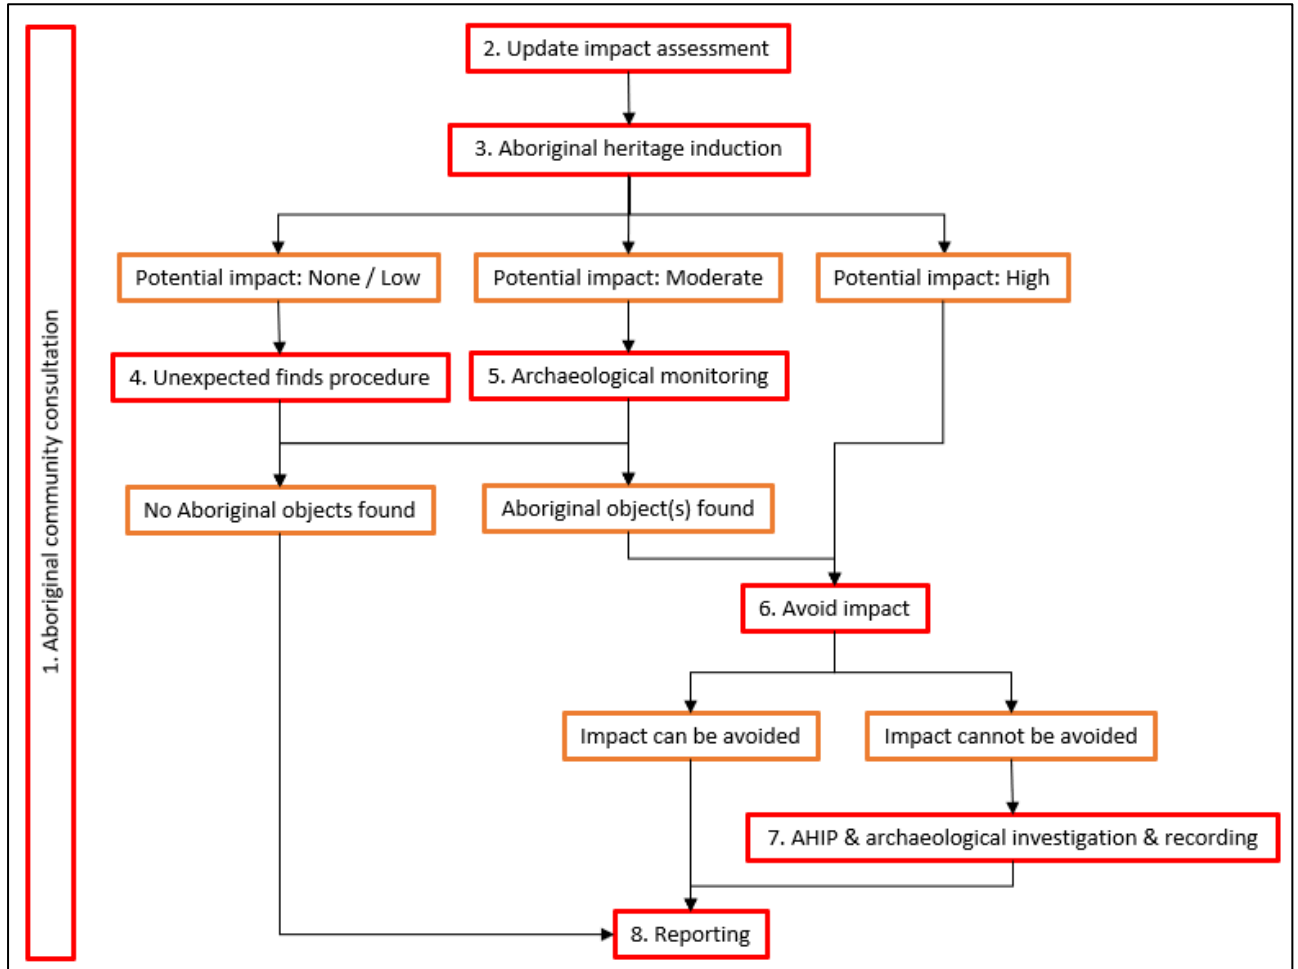 1. Aboriginal community consultation
2. Update impact assessment
3. Aboriginal heritage induction
Potential impact: None / Low
Potential impact: Moderate
Potential impact: High
4. Unexpected finds procedure
5. Archaeological monitoring
No Aboriginal objects found
Aboriginal object(s) found
6. Avoid impact
Impact can be avoided
Impact cannot be avoided
7. AHIP & archaeological investigation & recording
8. Reporting